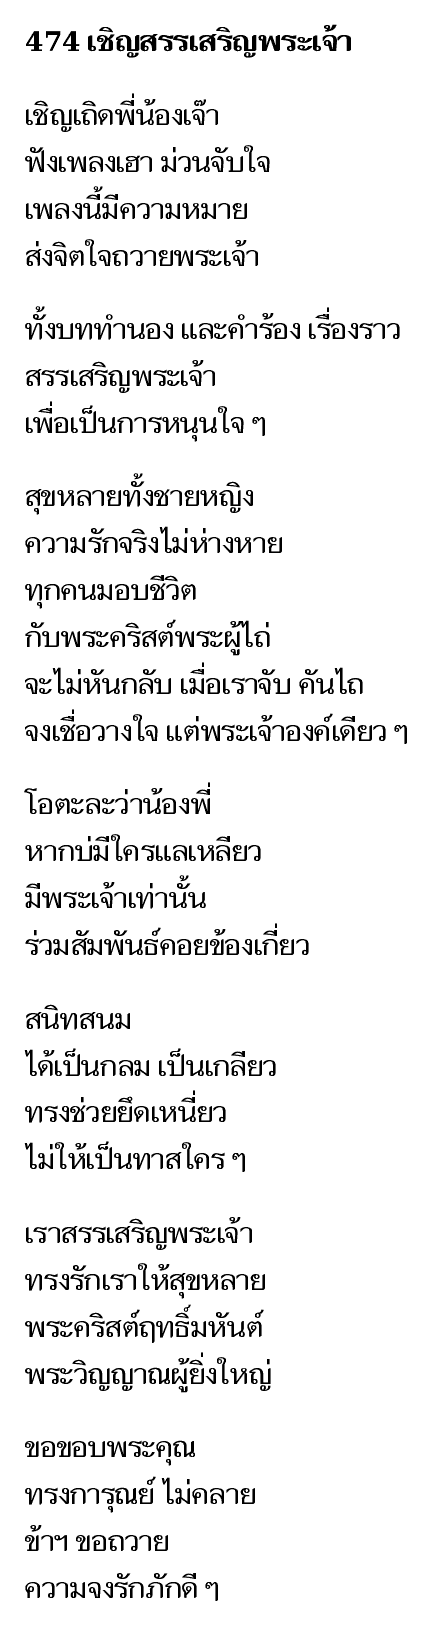 474 เชิญสรรเสริญพระเจ้า
เชิญเถิดพี่น้องเจ๊า
ฟังเพลงเฮา ม่วนจับใจ
เพลงนี้มีความหมาย
ส่งจิตใจถวายพระเจ้า
ทั้งบททำนอง และคำร้อง เรื่องราว
สรรเสริญพระเจ้า
เพื่อเป็นการหนุนใจ ๆ
สุขหลายทั้งชายหญิง
ความรักจริงไม่ห่างหาย
ทุกคนมอบชีวิต
กับพระคริสต์พระผู้ไถ่
จะไม่หันกลับ เมื่อเราจับ คันไถ
จงเชื่อวางใจ แต่พระเจ้าองค์เดียว ๆ
โอตะละว่าน้องพี่
หากบ่มีใครแลเหลียว
มีพระเจ้าเท่านั้น
ร่วมสัมพันธ์คอยข้องเกี่ยว
สนิทสนม
ได้เป็นกลม เป็นเกลียว
ทรงช่วยยึดเหนี่ยว
ไม่ให้เป็นทาสใคร ๆ
เราสรรเสริญพระเจ้า
ทรงรักเราให้สุขหลาย
พระคริสต์ฤทธิ์มหันต์
พระวิญญาณผู้ยิ่งใหญ่
ขอขอบพระคุณ
ทรงการุณย์ ไม่คลาย
ข้าฯ ขอถวาย
ความจงรักภักดี ๆ